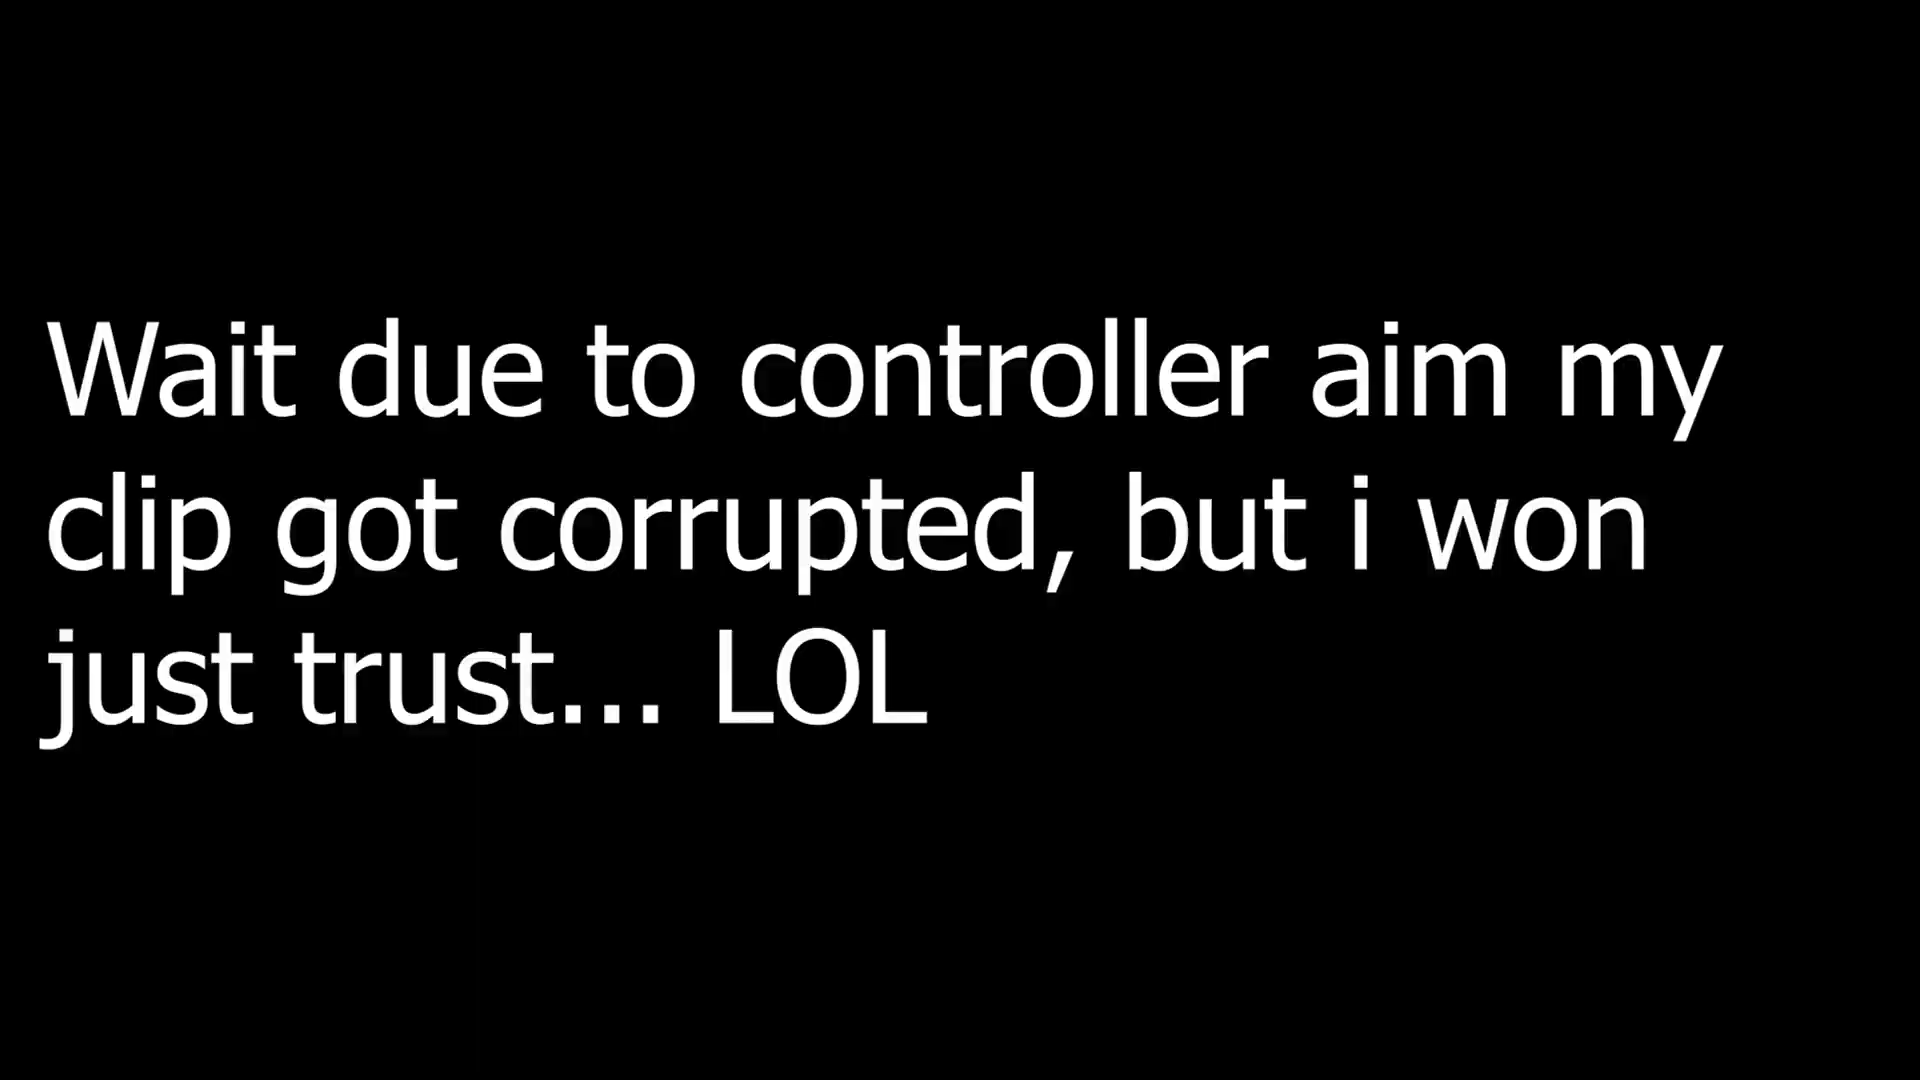 Wait due to controller aim my
clip got corrupted, but i won
just trust... LOL